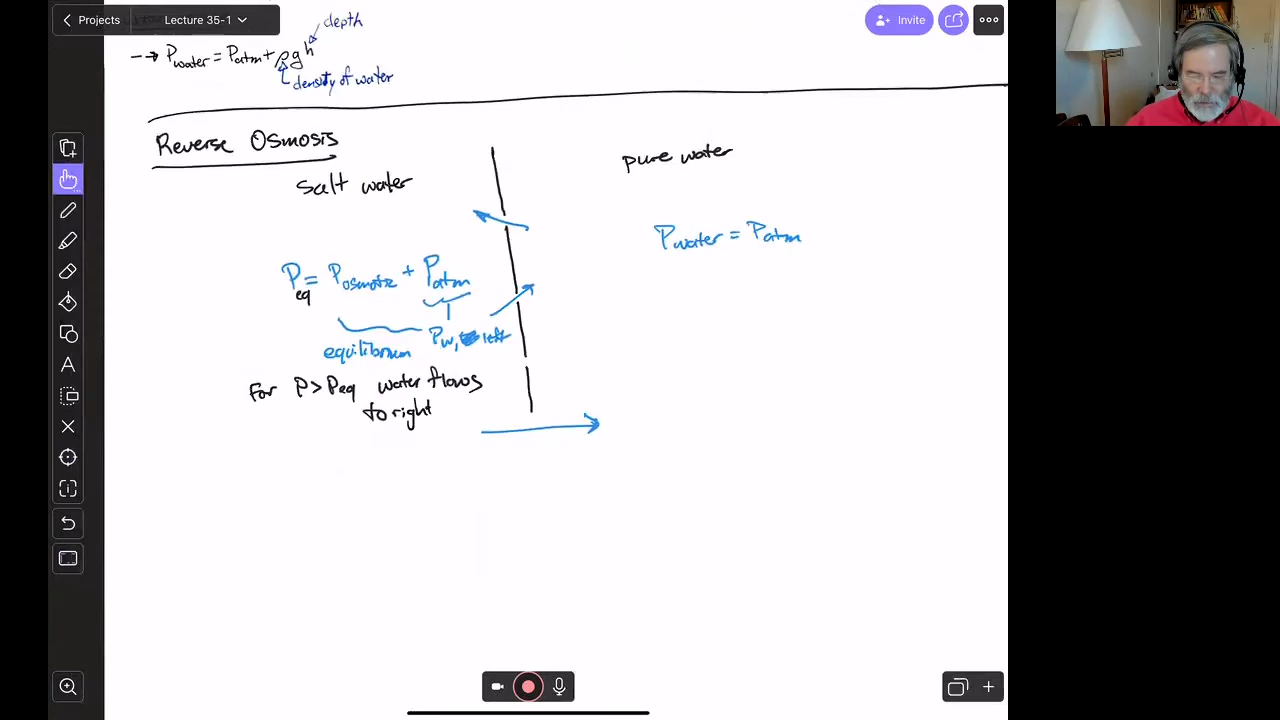 Projects
Lecture 35-1
Invite
depth
P water = Patm + ρgh
density of water
Reverse Osmosis
salt water
pure water
Pwater = Patm
Peq = Posmotic + Patm
equilibrium
Pw, left
For P > Peq water flows
to right